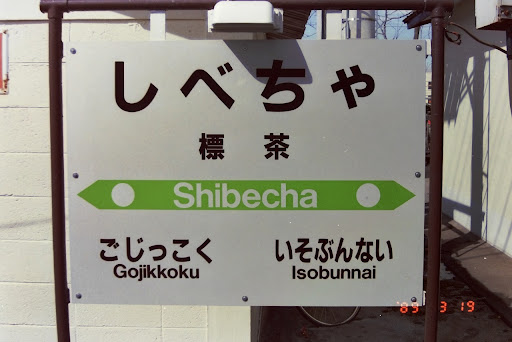 しべちゃ
標茶
Shibecha
ごじっこく いそぶんない
Gojikkoku Isobunnai
'89 3 19